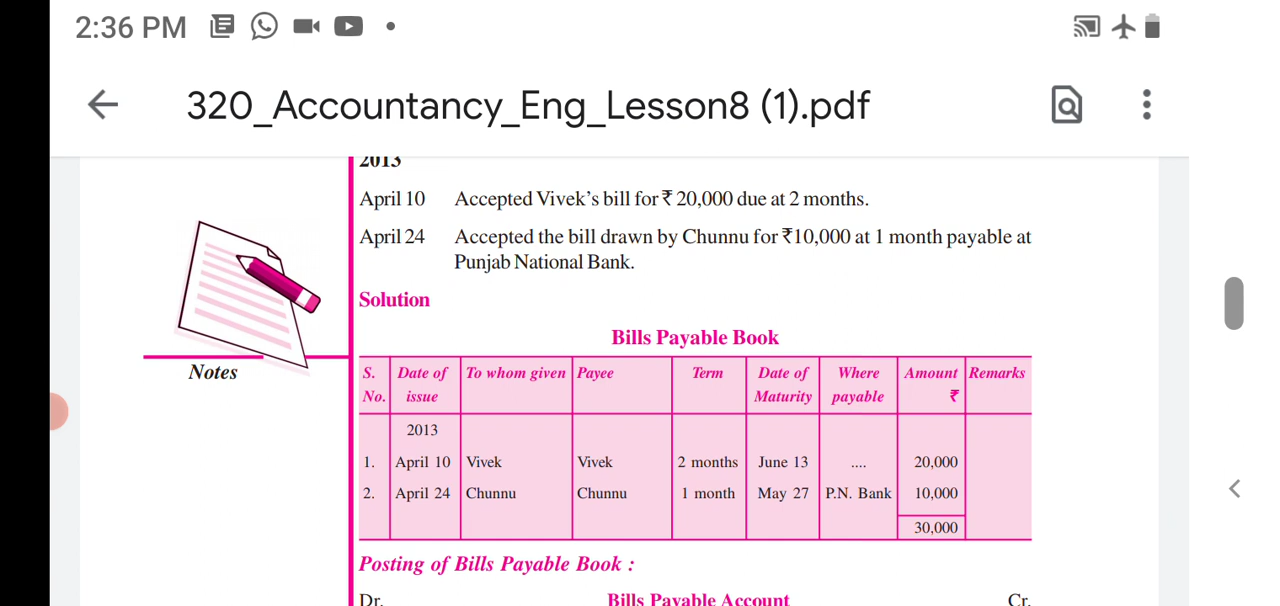 2:36 PM
320_Accountancy_Eng_Lesson8 (1).pdf
2013
April 10 Accepted Vivek's bill for ₹ 20,000 due at 2 months.
April 24 Accepted the bill drawn by Chunnu for ₹10,000 at 1 month payable at
Punjab National Bank.
Solution
Bills Payable Book
Notes
S. Date of To whom given Payee Term Date of Where Amount Remarks
No. issue Maturity payable ₹
2013
1. April 10 Vivek Vivek 2 months June 13 .... 20,000
2. April 24 Chunnu Chunnu 1 month May 27 P.N. Bank 10,000
30,000
Posting of Bills Payable Book :
Dr. Bills Payable Account Cr.